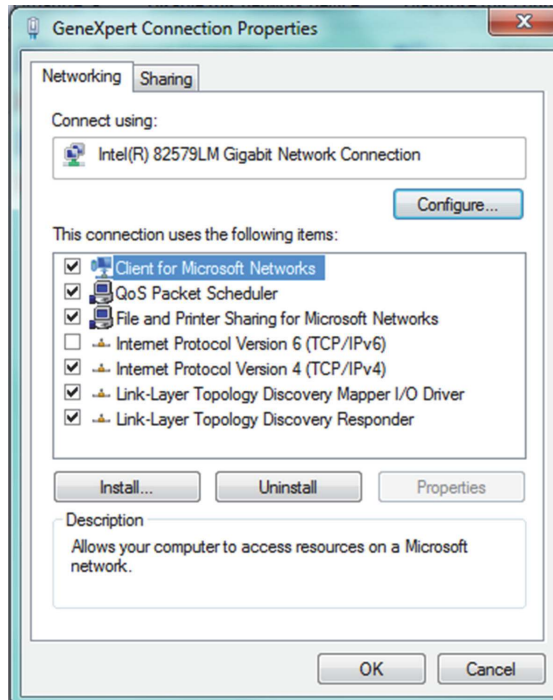 GeneXpert Connection Properties
Networking
Sharing
Connect using:
Intel(R) 82579LM Gigabit Network Connection
Configure...
This connection uses the following items:
Client for Microsoft Networks
QoS Packet Scheduler
File and Printer Sharing for Microsoft Networks
Internet Protocol Version 6 (TCP/IPv6)
Internet Protocol Version 4 (TCP/IPv4)
Link-Layer Topology Discovery Mapper I/O Driver
Link-Layer Topology Discovery Responder
Install...
Uninstall
Properties
Description
Allows your computer to access resources on a Microsoft
network.
OK
Cancel